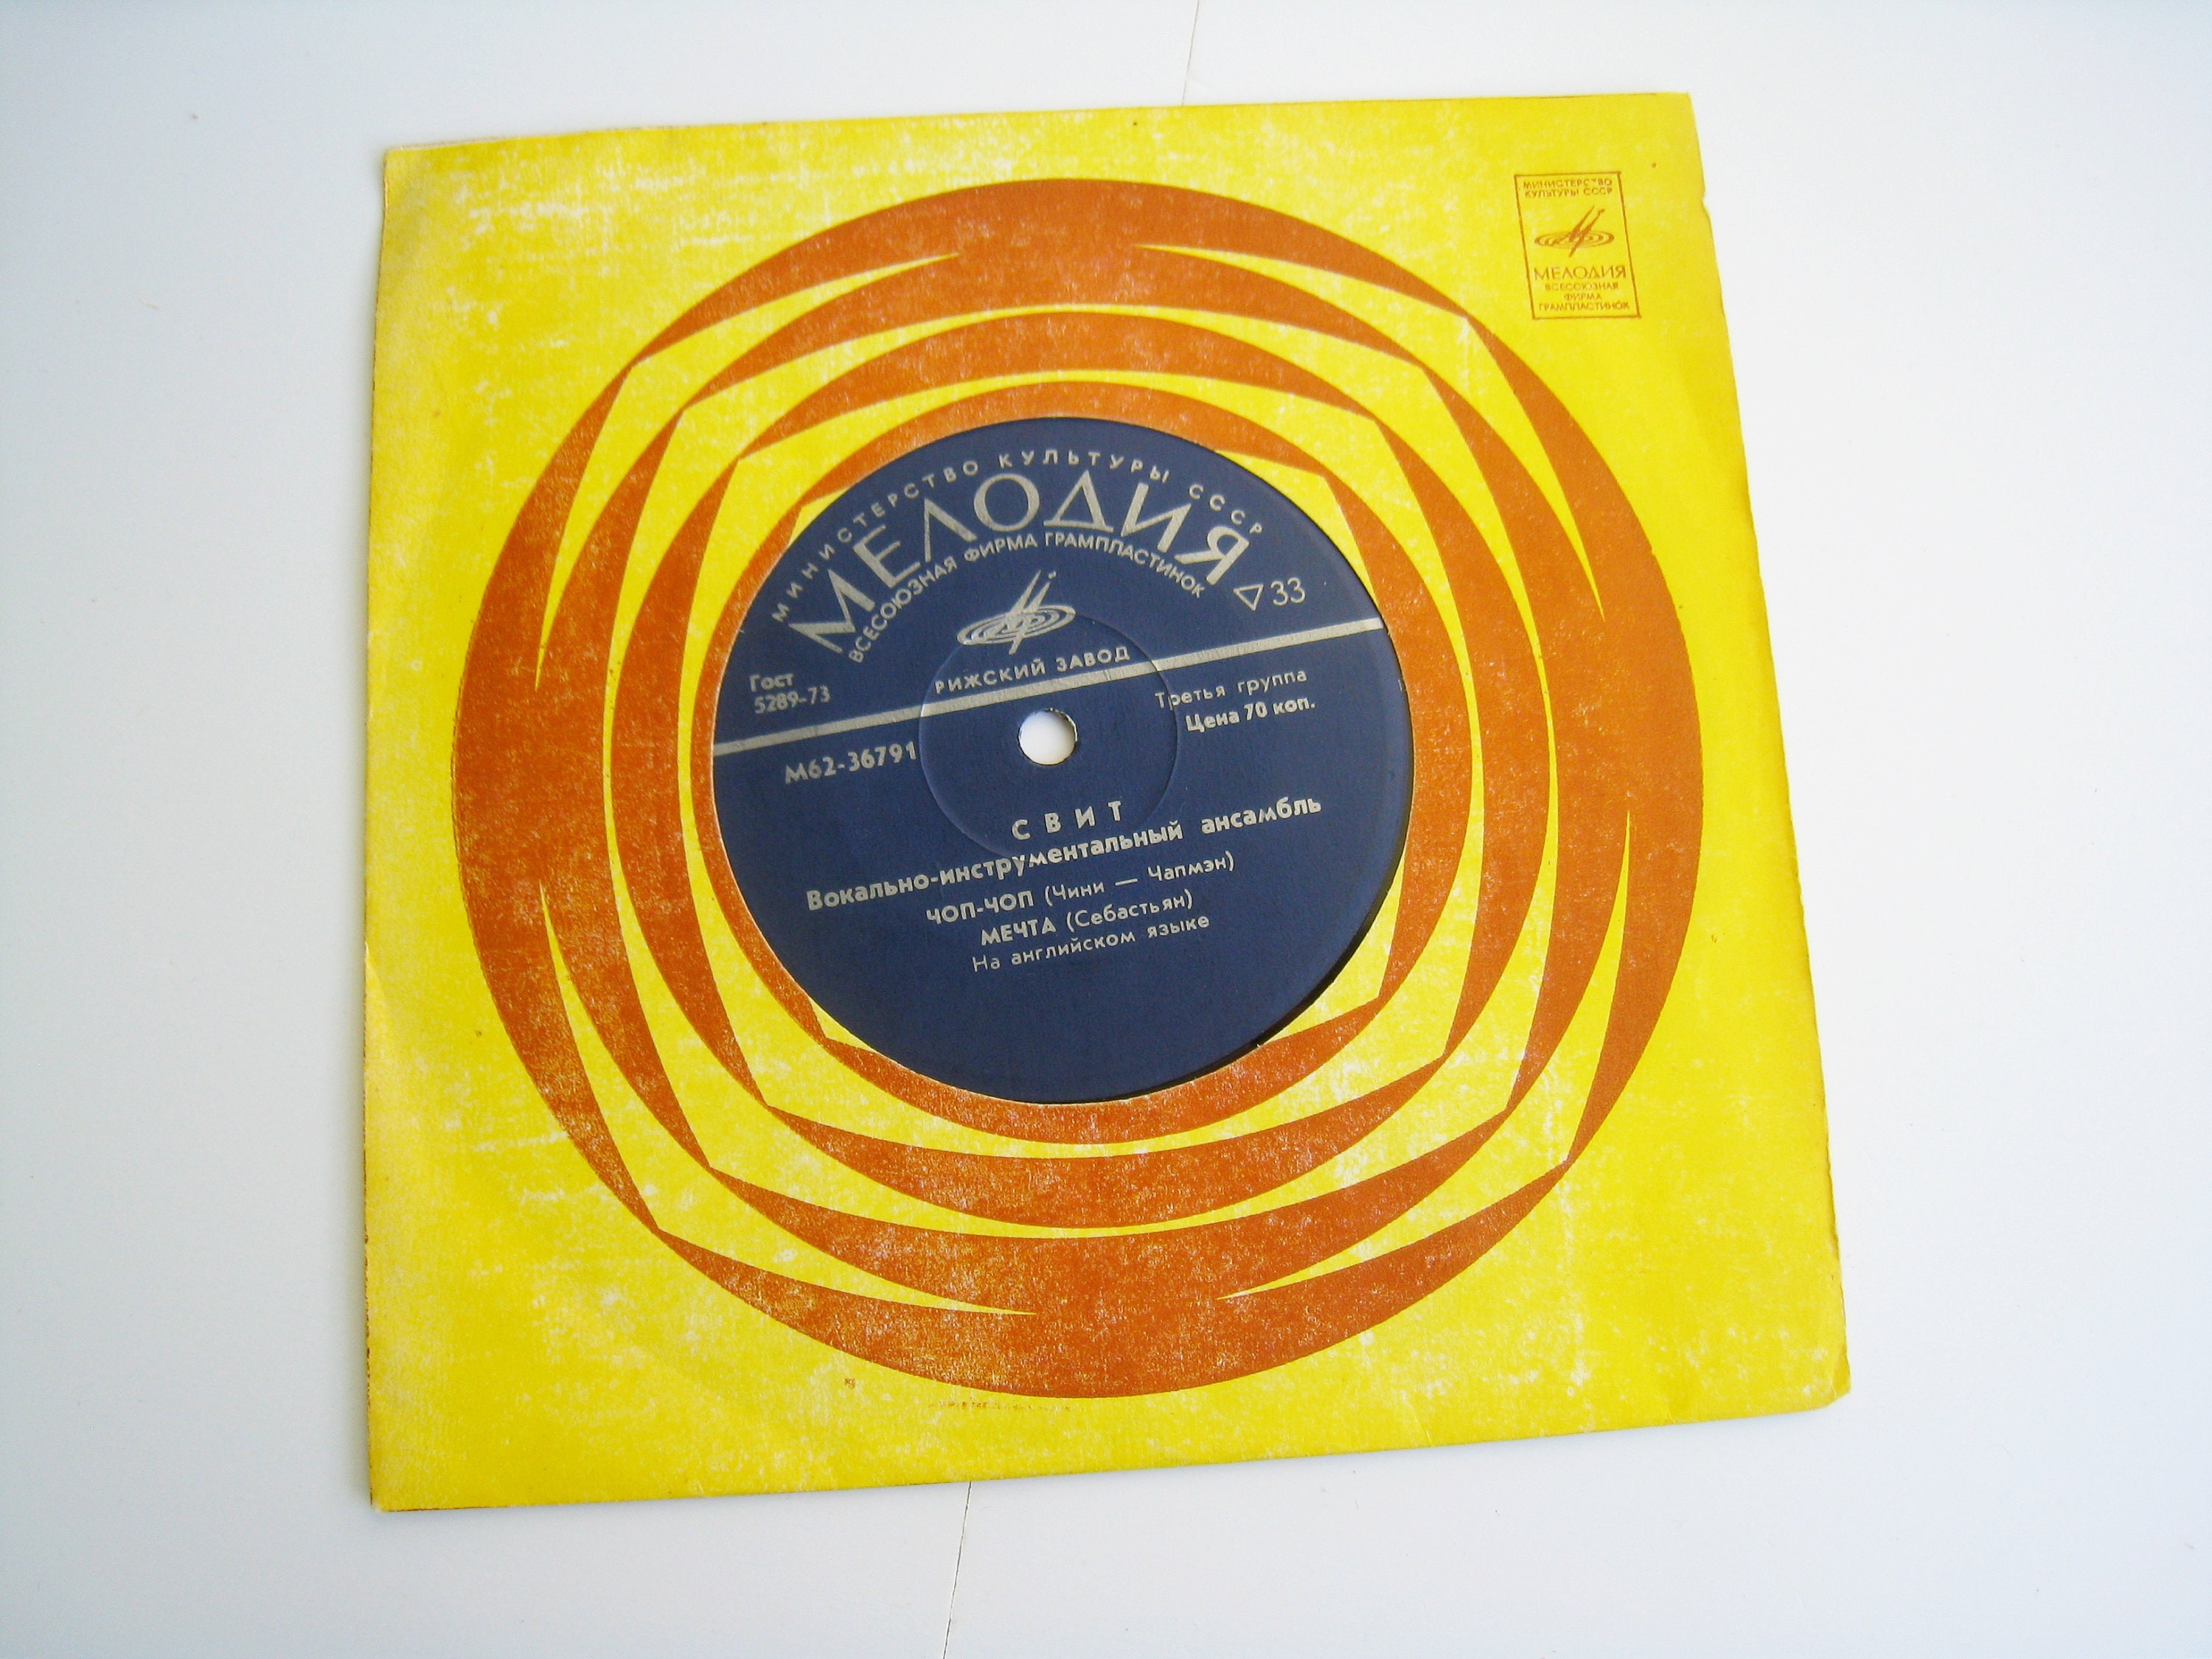 МИНИСТЕРСТВО
КУЛЬТУРЫ СССР
МЕЛОДИЯ
ВСЕСОЮЗНАЯ
ФИРМА
ГРАМПЛАСТИНОК
МИНИСТЕРСТВО КУЛЬТУРЫ СССР
МЕЛОДИЯ
ВСЕСОЮЗНАЯ ФИРМА ГРАМПЛАСТИНОК
33
РИЖСКИЙ ЗАВОД
Гост
5289-73
Третья группа
Цена 70 коп.
М62-36791
СВИТ
Вокально-инструментальный ансамбль
ЧОП-ЧОП (Чини — Чапмэн)
МЕЧТА (Себастьян)
На английском языке